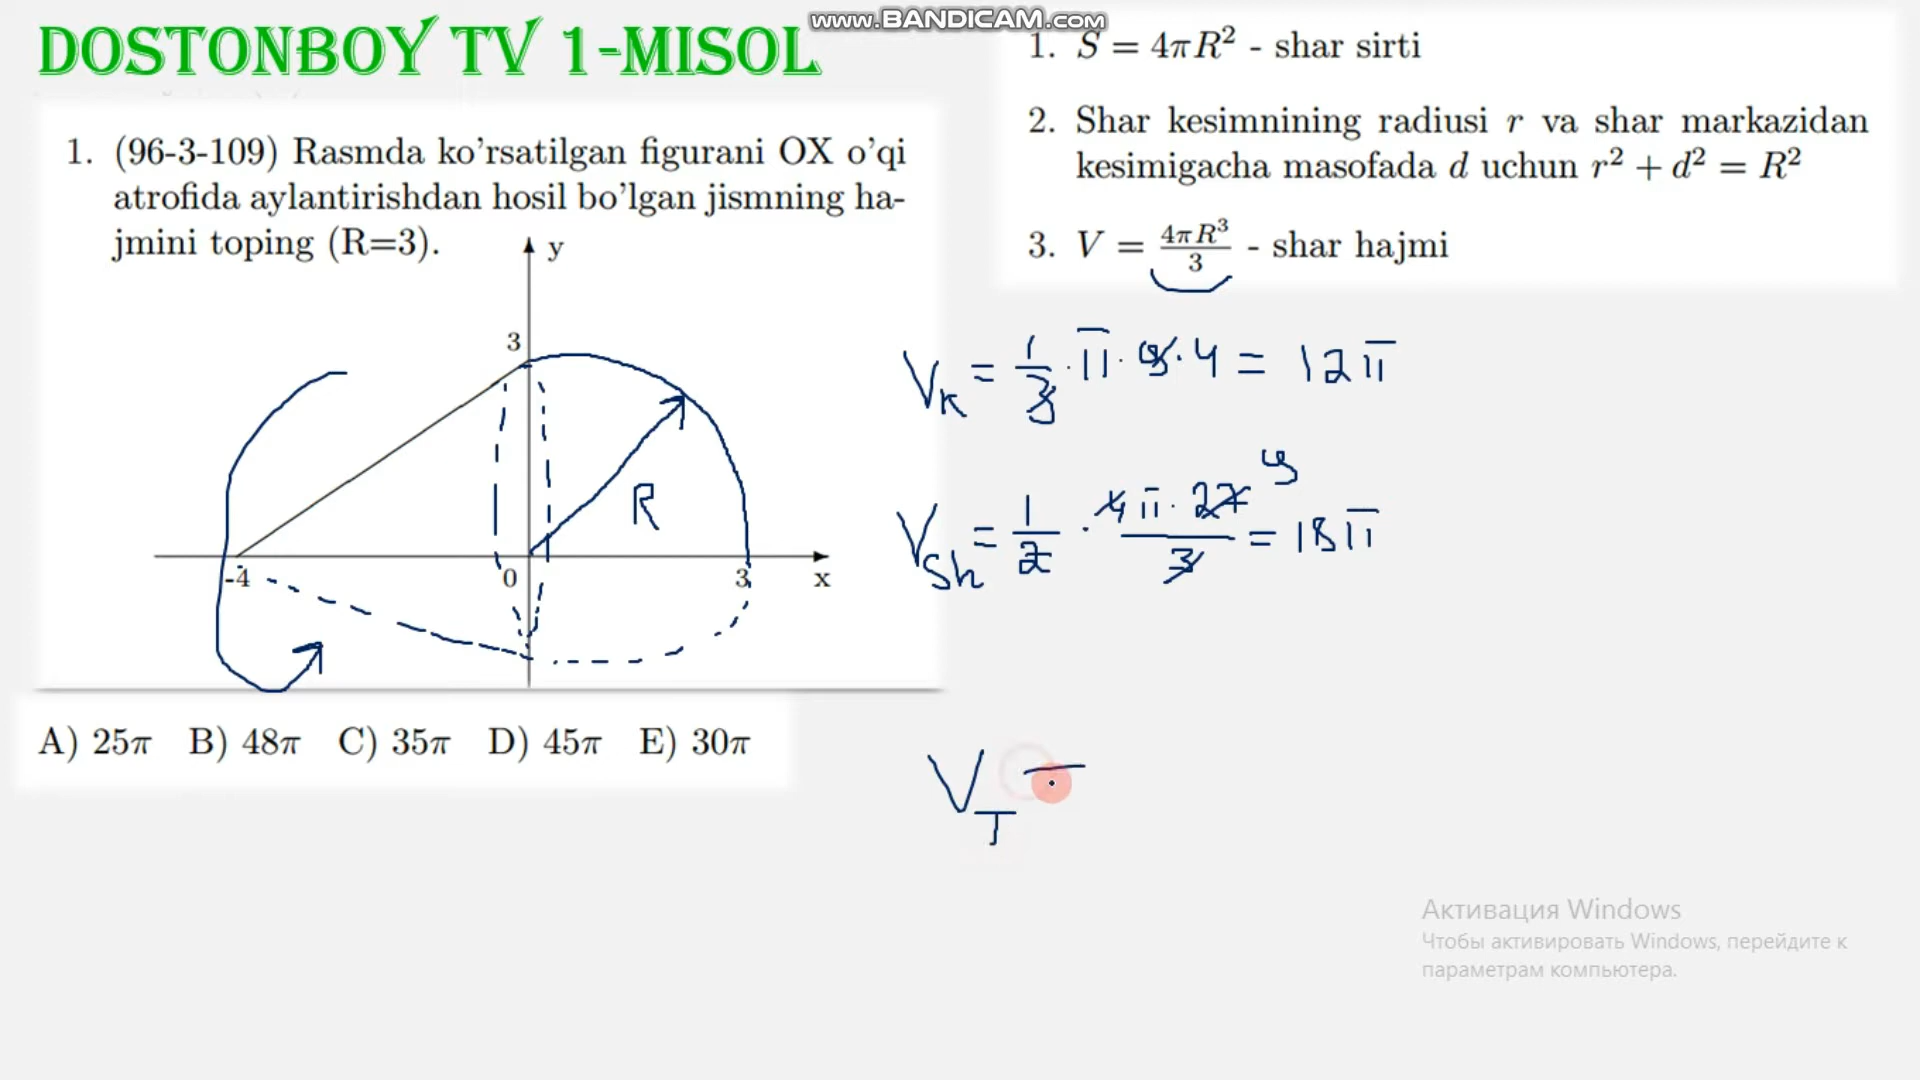 www.BANDICAM.com
DOSTONBOY TV 1-MISOL
1. (96-3-109) Rasmda ko'rsatilgan figurani OX o'qi
atrofida aylantirishdan hosil bo'lgan jismning ha-
jmini toping (R=3).
y
3
R
-4
0
3
x
A) 25π B) 48π C) 35π D) 45π E) 30π
1. S = 4πR² - shar sirti
2. Shar kesimnining radiusi r va shar markazidan
kesimigacha masofada d uchun r² + d² = R²
3. V = 4πR³/3 - shar hajmi
V_K = 1/3 · π · 9 · 4 = 12π
V_Sh = 1/2 · 4π · 27/3 = 18π
9
V_T
Активация Windows
Чтобы активировать Windows, перейдите к
параметрам компьютера.